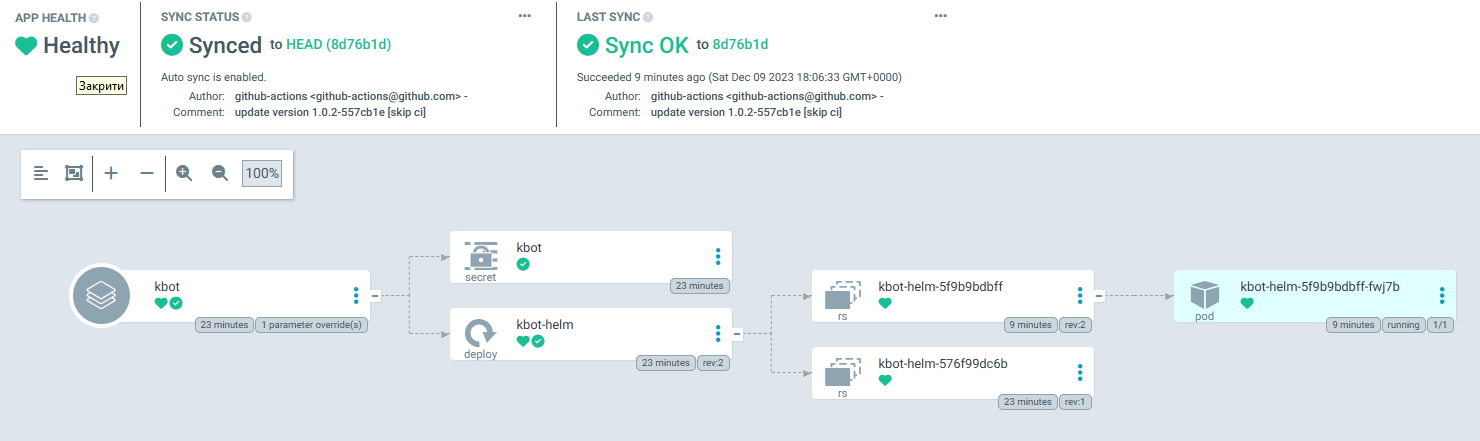 APP HEALTH
Healthy
Закрити
SYNC STATUS
Synced to HEAD (8d76b1d)
Auto sync is enabled.
Author: github-actions <github-actions@github.com> -
Comment: update version 1.0.2-557cb1e [skip ci]
LAST SYNC
Sync OK to 8d76b1d
Succeeded 9 minutes ago (Sat Dec 09 2023 18:06:33 GMT+0000)
Author: github-actions <github-actions@github.com> -
Comment: update version 1.0.2-557cb1e [skip ci]
100%
kbot
23 minutes 1 parameter override(s)
kbot
secret
23 minutes
kbot-helm
deploy
23 minutes rev:2
kbot-helm-5f9b9bdbff
rs
9 minutes rev:2
kbot-helm-576f99dc6b
rs
23 minutes rev:1
kbot-helm-5f9b9bdbff-fwj7b
pod
9 minutes running 1/1